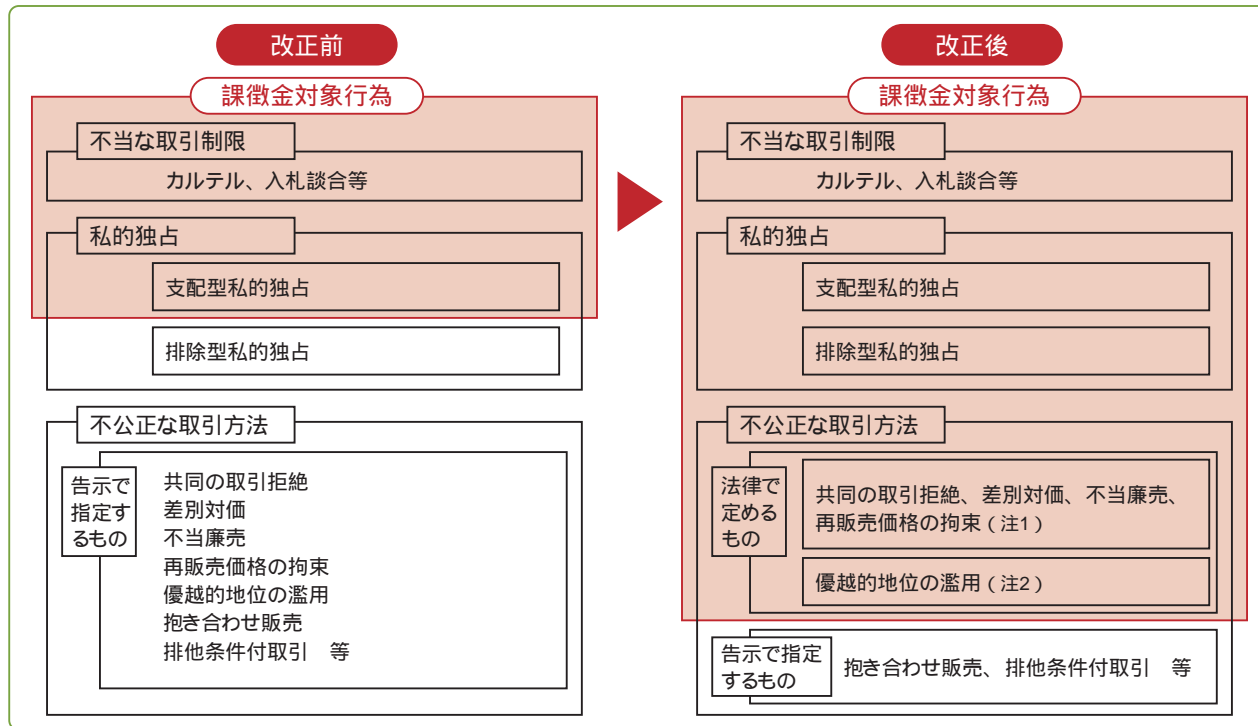 改正前
課徴金対象行為
不当な取引制限
カルテル、入札談合等
私的独占
支配型私的独占
排除型私的独占
不公正な取引方法
告示で
指定す
るもの
共同の取引拒絶
差別対価
不当廉売
再販売価格の拘束
優越的地位の濫用
抱き合わせ販売
排他条件付取引 等
改正後
課徴金対象行為
不当な取引制限
カルテル、入札談合等
私的独占
支配型私的独占
排除型私的独占
不公正な取引方法
法律で
定める
もの
共同の取引拒絶、差別対価、不当廉売、
再販売価格の拘束(注1)
優越的地位の濫用(注2)
告示で指定
するもの
抱き合わせ販売、排他条件付取引 等